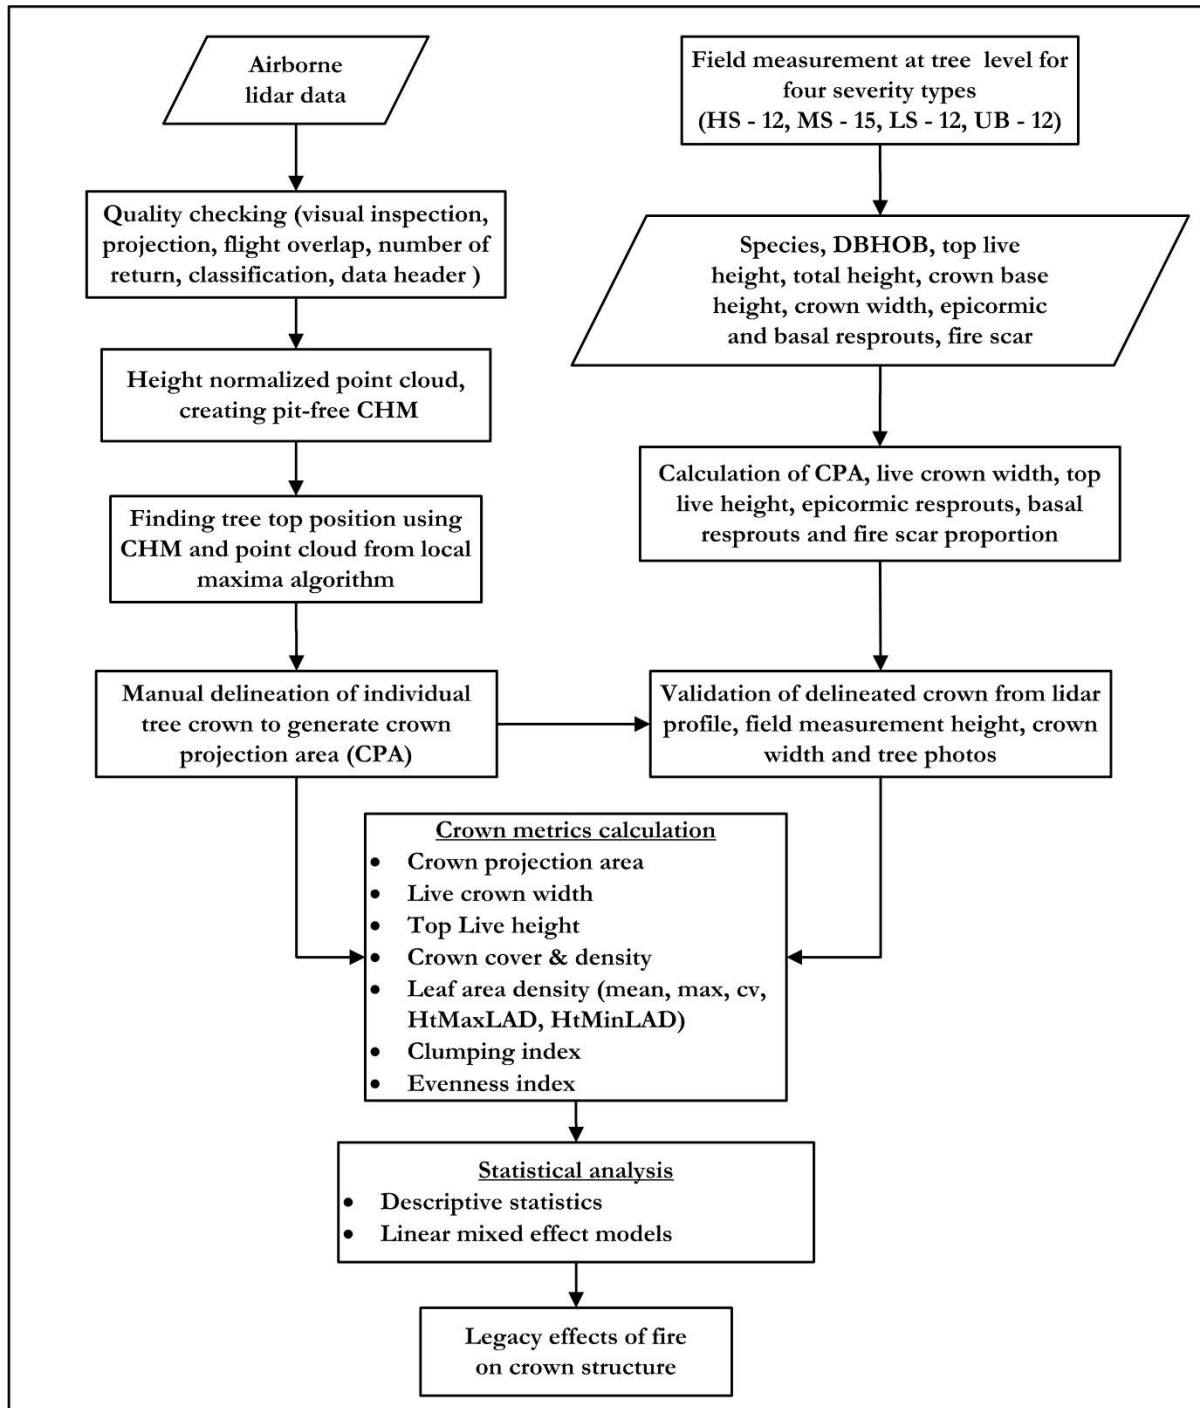 Airborne
lidar data
Quality checking (visual inspection,
projection, flight overlap, number of
return, classification, data header )
Height normalized point cloud,
creating pit-free CHM
Finding tree top position using
CHM and point cloud from local
maxima algorithm
Manual delineation of individual
tree crown to generate crown
projection area (CPA)
Field measurement at tree level for
four severity types
(HS - 12, MS - 15, LS - 12, UB - 12)
Species, DBHOB, top live
height, total height, crown base
height, crown width, epicormic
and basal resprouts, fire scar
Calculation of CPA, live crown width, top
live height, epicormic resprouts, basal
resprouts and fire scar proportion
Validation of delineated crown from lidar
profile, field measurement height, crown
width and tree photos
Crown metrics calculation
• Crown projection area
• Live crown width
• Top Live height
• Crown cover & density
• Leaf area density (mean, max, cv,
HtMaxLAD, HtMinLAD)
• Clumping index
• Evenness index
Statistical analysis
• Descriptive statistics
• Linear mixed effect models
Legacy effects of fire
on crown structure